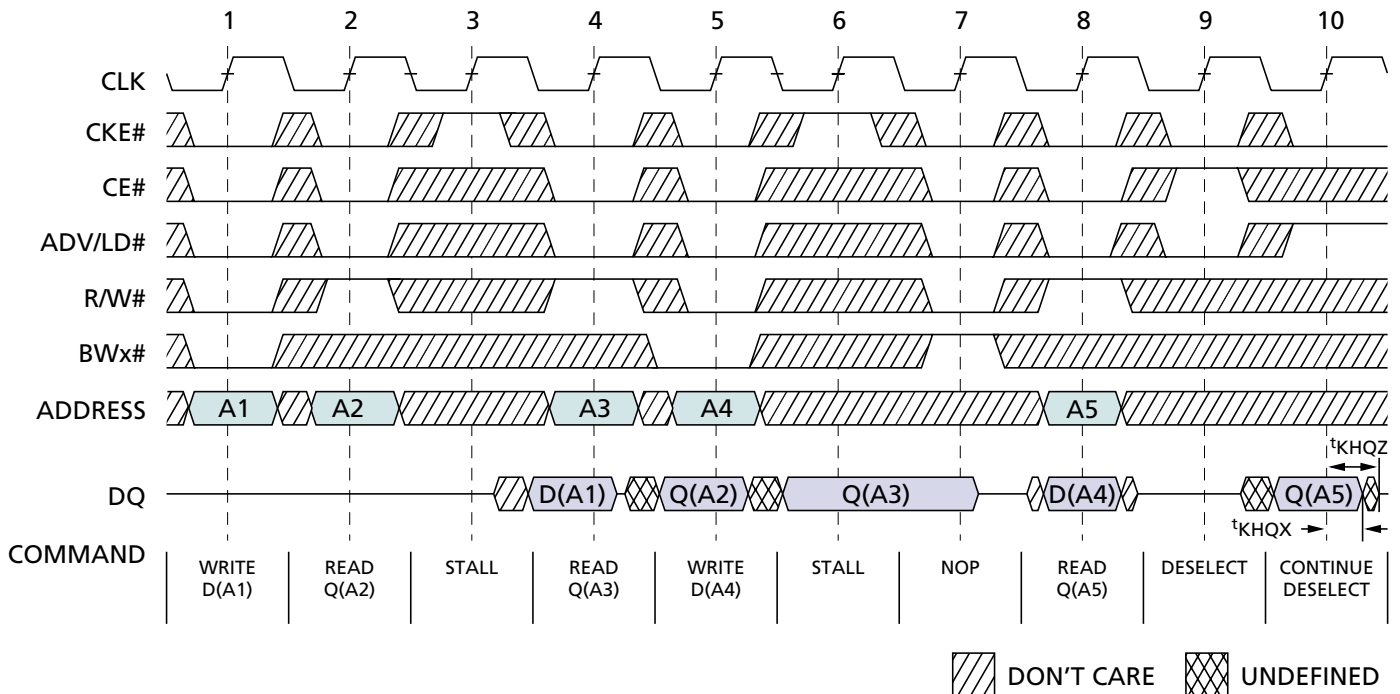 1 2 3 4 5 6 7 8 9 10
CLK
CKE#
CE#
ADV/LD#
R/W#
BWx#
ADDRESS A1 A2 A3 A4 A5
tKHQZ
DQ D(A1) Q(A2) Q(A3) D(A4) Q(A5)
tKHQX
COMMAND
WRITE READ STALL READ WRITE STALL NOP READ DESELECT CONTINUE
D(A1) Q(A2) Q(A3) D(A4) Q(A5) DESELECT
DON'T CARE UNDEFINED